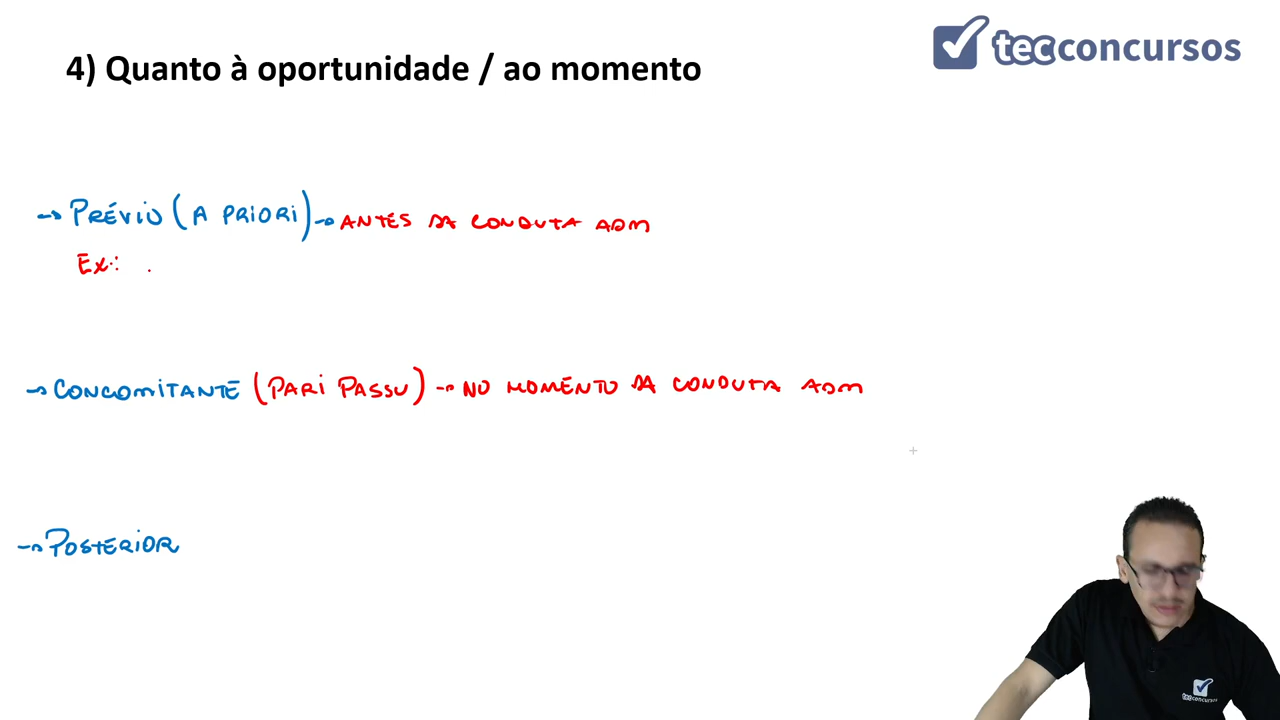 4) Quanto à oportunidade / ao momento
tecconcursos
→ PRÉVIO (A PRIORI) → ANTES DA CONDUTA ADM
Ex.:
→ CONCOMITANTE (PARI PASSU) → NO MOMENTO DA CONDUTA ADM
→ POSTERIOR
tecconcursos